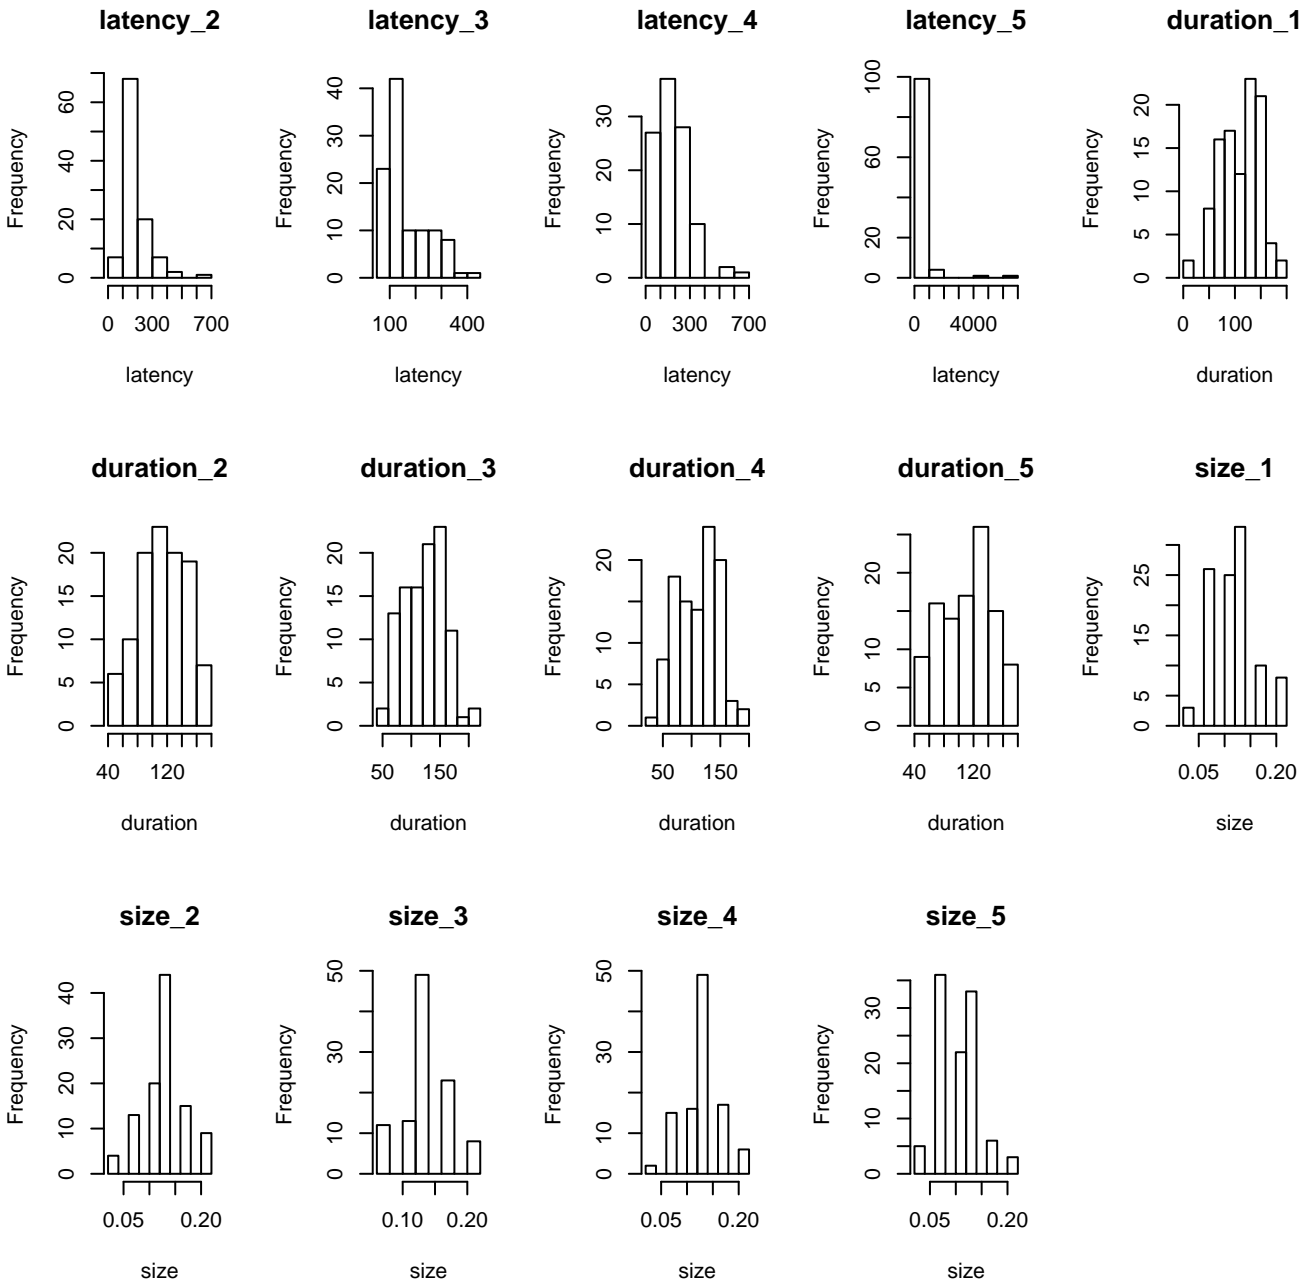 latency_2 latency_3 latency_4 latency_5 duration_1
Frequency Frequency Frequency Frequency Frequency
0 20 40 60
0 10 20 30 40
0 10 20 30
0 20 60 100
0 5 10 15 20
0 300 700 100 400 0 300 700 0 4000 0 100
latency latency latency latency duration
duration_2 duration_3 duration_4 duration_5 size_1
Frequency Frequency Frequency Frequency Frequency
0 5 10 15 20
0 5 10 15 20
0 5 10 15 20
0 5 10 20
0 5 15 25
40 120 50 150 50 150 40 120 0.05 0.20
duration duration duration duration size
size_2 size_3 size_4 size_5
Frequency Frequency Frequency Frequency
0 10 20 30 40
0 10 30 50
0 10 30 50
0 10 20 30
0.05 0.20 0.10 0.20 0.05 0.20 0.05 0.20
size size size size